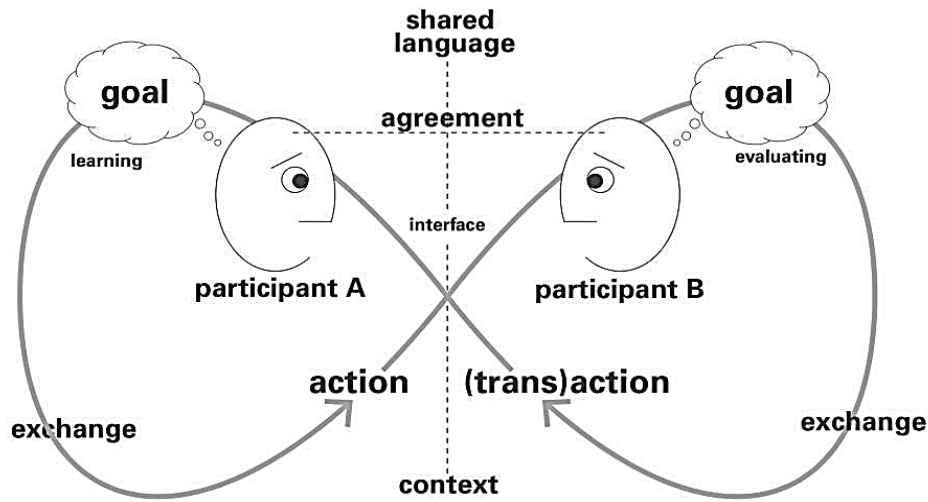 shared
language
goal
goal
agreement
learning
evaluating
interface
participant A
participant B
action
(trans)action
exchange
exchange
context